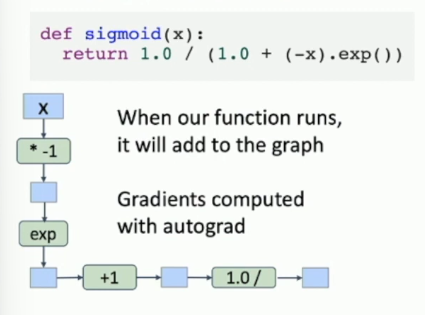 def sigmoid(x):
return 1.0 / (1.0 + (-x).exp())
x
When our function runs,
* -1
it will add to the graph
Gradients computed
with autograd
exp
+1
1.0 /